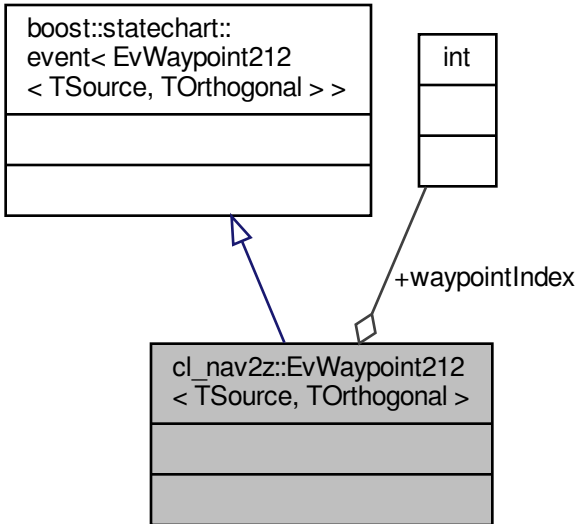 boost::statechart::
event< EvWaypoint212
< TSource, TOrthogonal > >
int
+waypointIndex
cl_nav2z::EvWaypoint212
< TSource, TOrthogonal >